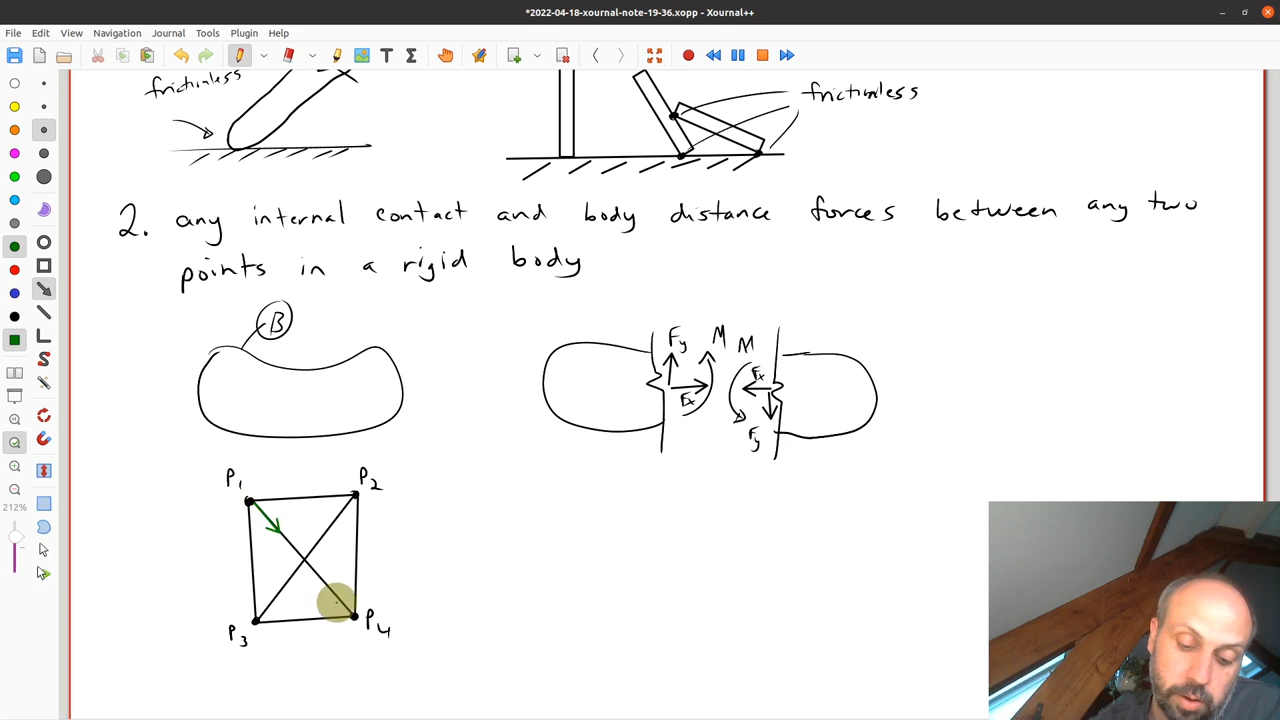 *2022-04-18-xournal-note-19-36.xopp - Xournal++
File Edit View Navigation Journal Tools Plugin Help
frictionless
frictionless
2. any internal contact and body distance forces between any two
points in a rigid body
B
Fy M M
Fx
Fx
Fy
P1 P2
P3 P4
212%